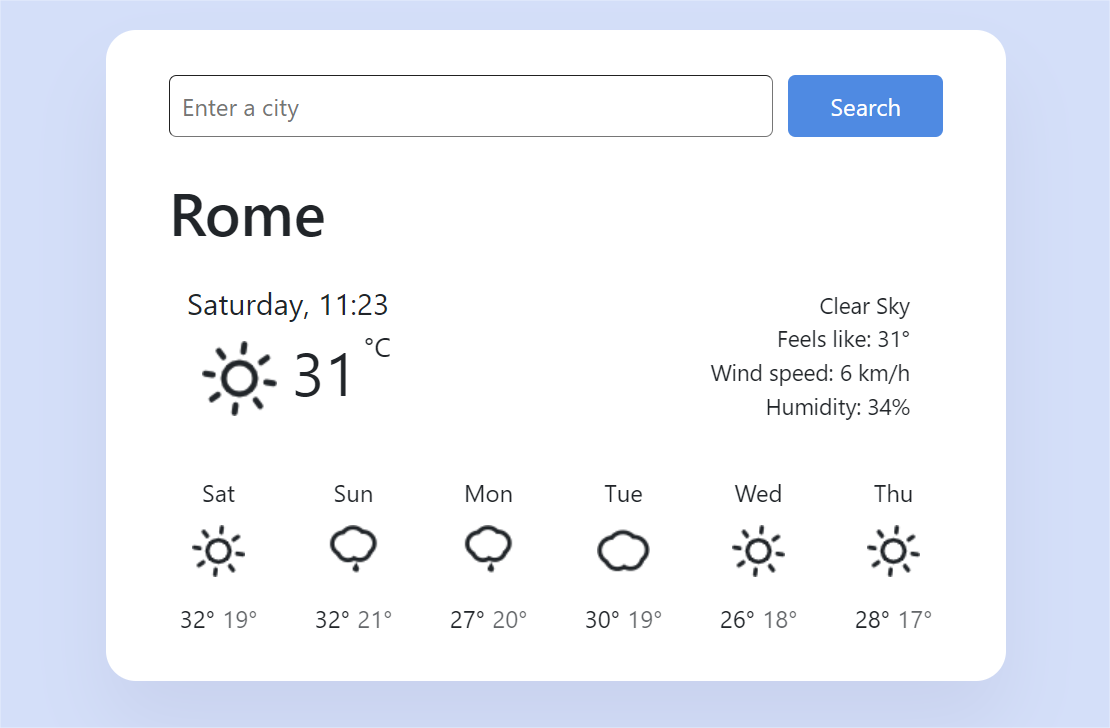 Enter a city
Search
Rome
Saturday, 11:23
31 °C
Clear Sky
Feels like: 31°
Wind speed: 6 km/h
Humidity: 34%
Sat Sun Mon Tue Wed Thu
32° 19° 32° 21° 27° 20° 30° 19° 26° 18° 28° 17°